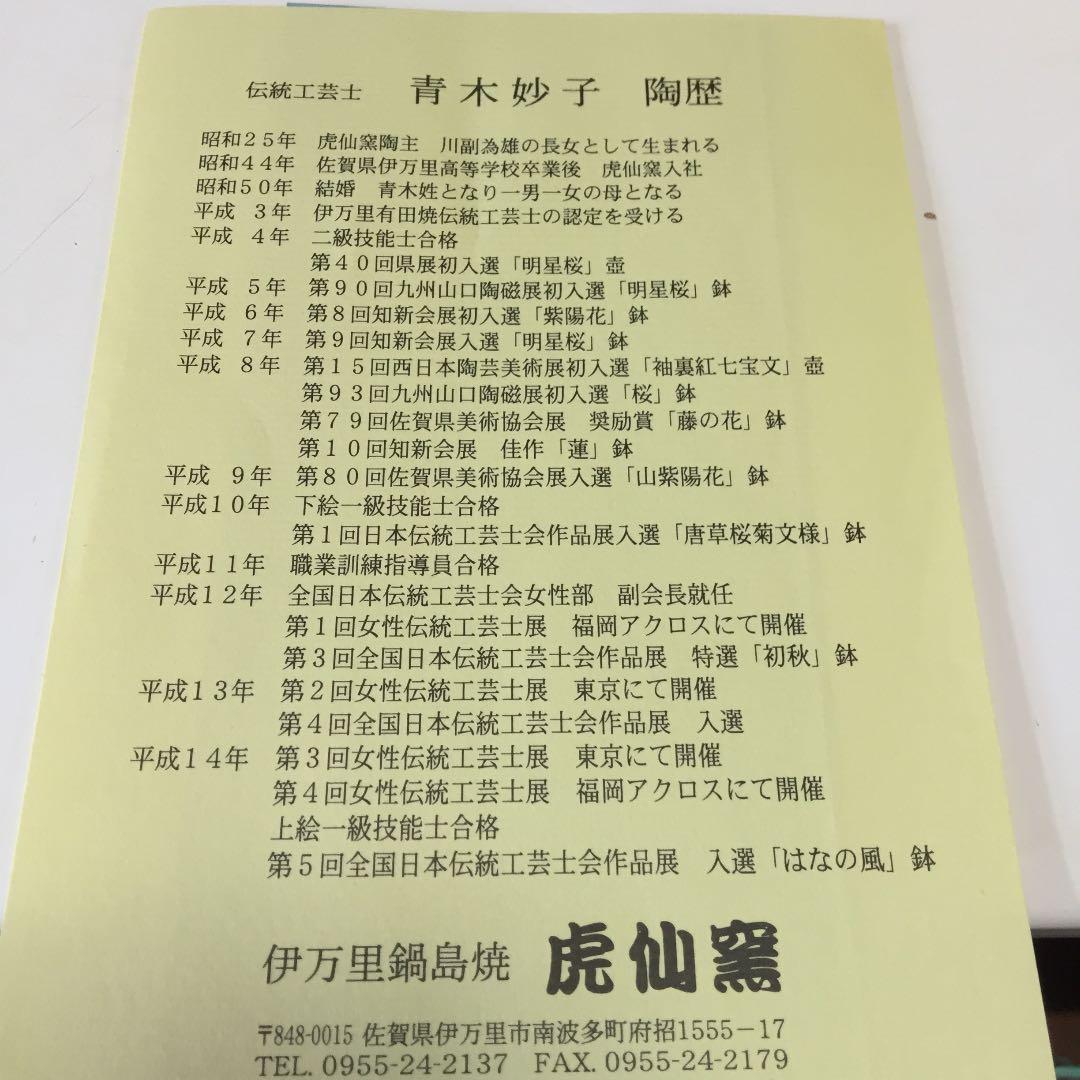 伝統工芸士　青木妙子　陶歴
昭和２５年　虎仙窯陶主　川副為雄の長女として生まれる
昭和４４年　佐賀県伊万里高等学校卒業後　虎仙窯入社
昭和５０年　結婚　青木姓となり一男一女の母となる
平成　３年　伊万里有田焼伝統工芸士の認定を受ける
平成　４年　二級技能士合格
第４０回県展初入選「明星桜」壺
平成　５年　第９０回九州山口陶磁展初入選「明星桜」鉢
平成　６年　第８回知新会展初入選「紫陽花」鉢
平成　７年　第９回知新会展入選「明星桜」鉢
平成　８年　第１５回西日本陶芸美術展初入選「袖裏紅七宝文」壺
第９３回九州山口陶磁展初入選「桜」鉢
第７９回佐賀県美術協会展　奨励賞「藤の花」鉢
第１０回知新会展　佳作「蓮」鉢
平成　９年　第８０回佐賀県美術協会展入選「山紫陽花」鉢
平成１０年　下絵一級技能士合格
第１回日本伝統工芸士会作品展入選「唐草桜菊文様」鉢
平成１１年　職業訓練指導員合格
平成１２年　全国日本伝統工芸士会女性部　副会長就任
第１回女性伝統工芸士展　福岡アクロスにて開催
第３回全国日本伝統工芸士会作品展　特選「初秋」鉢
平成１３年　第２回女性伝統工芸士展　東京にて開催
第４回全国日本伝統工芸士会作品展　入選
平成１４年　第３回女性伝統工芸士展　東京にて開催
第４回女性伝統工芸士展　福岡アクロスにて開催
上絵一級技能士合格
第５回全国日本伝統工芸士会作品展　入選「はなの風」鉢
伊万里鍋島焼　虎仙窯
〒848-0015 佐賀県伊万里市南波多町府招1555－17
TEL. 0955-24-2137　FAX. 0955-24-2179